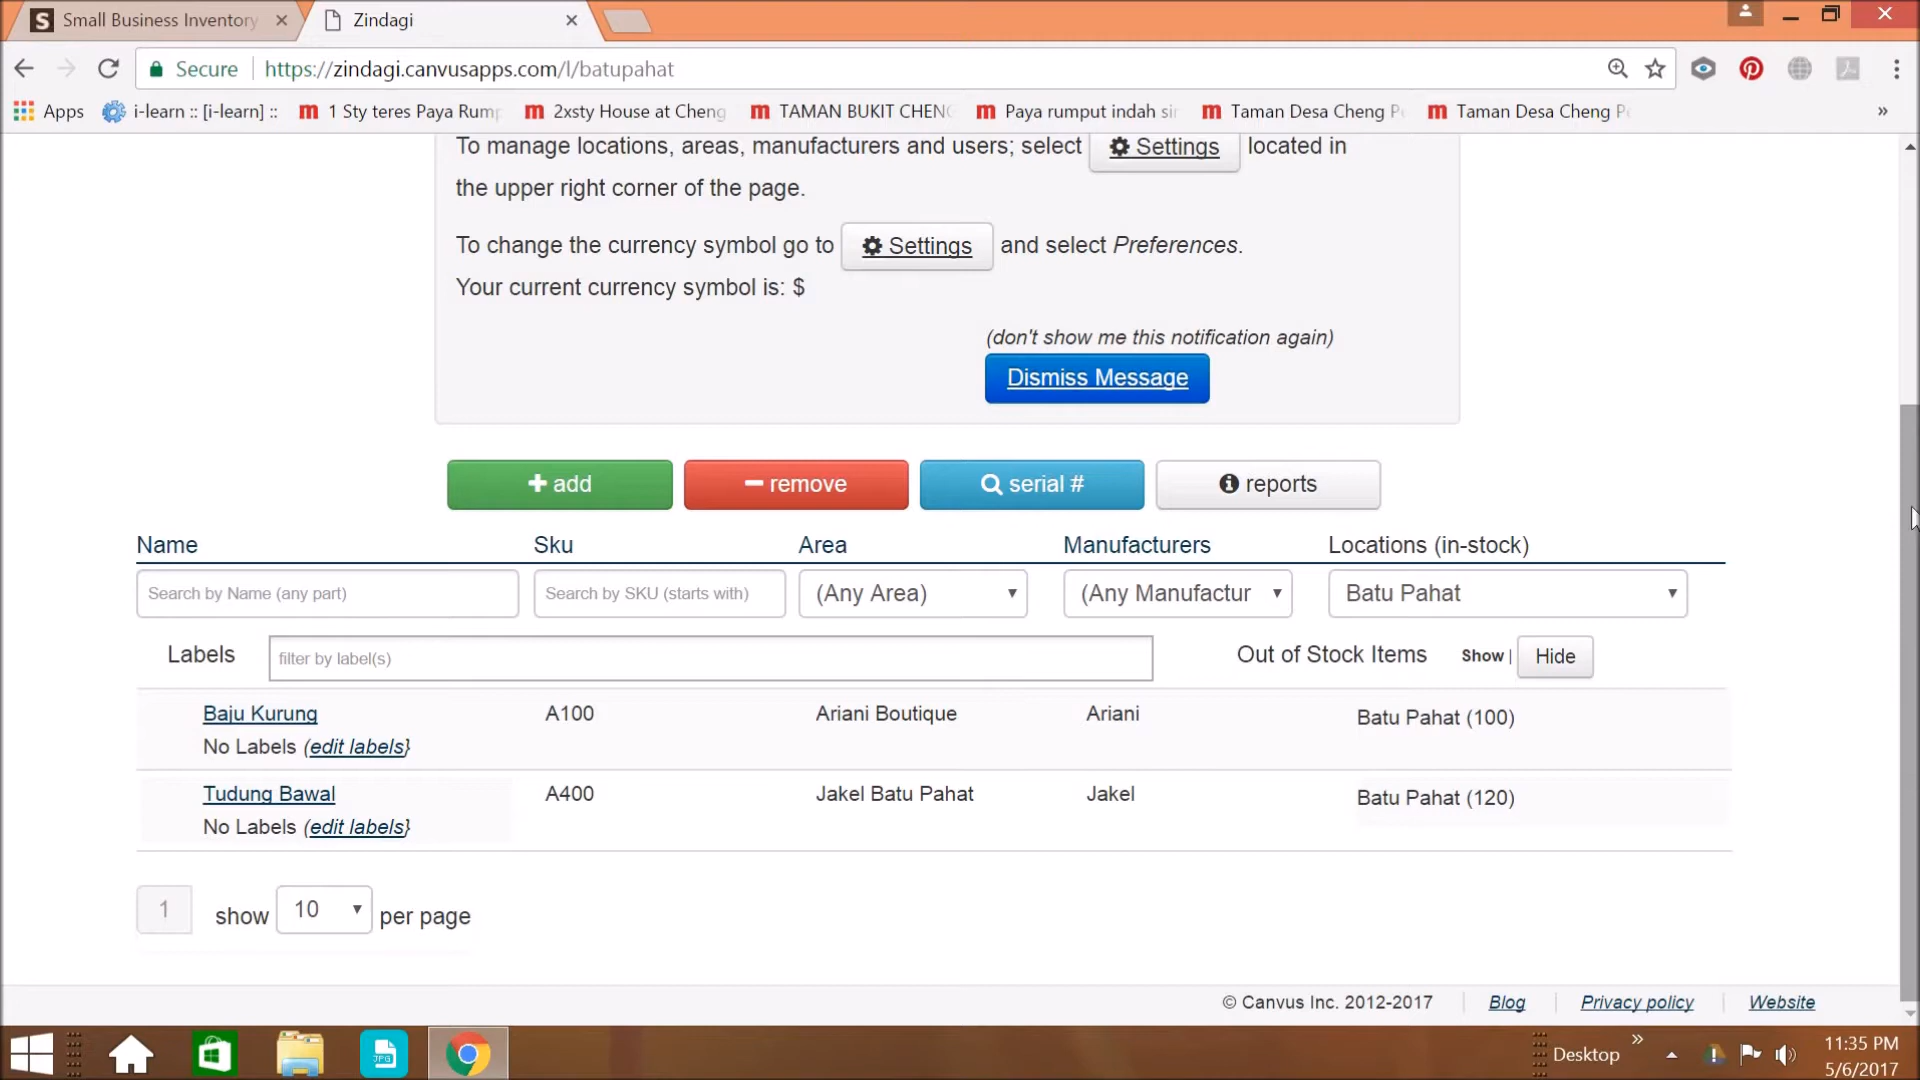 Small Business Inventory
Zindagi
Secure https://zindagi.canvusapps.com/l/batupahat
Apps i-learn :: [i-learn] :: 1 Sty teres Paya Rump 2xsty House at Cheng TAMAN BUKIT CHENG Paya rumput indah sin Taman Desa Cheng Pe Taman Desa Cheng Pe »
To manage locations, areas, manufacturers and users; select Settings located in
the upper right corner of the page.
To change the currency symbol go to Settings and select Preferences.
Your current currency symbol is: $
(don't show me this notification again)
Dismiss Message
add remove serial # reports
Name Sku Area Manufacturers Locations (in-stock)
Search by Name (any part) Search by SKU (starts with) (Any Area) (Any Manufactur Batu Pahat
Labels filter by label(s) Out of Stock Items Show | Hide
Baju Kurung A100 Ariani Boutique Ariani Batu Pahat (100)
No Labels (edit labels}
Tudung Bawal A400 Jakel Batu Pahat Jakel Batu Pahat (120)
No Labels (edit labels}
1 show 10 per page
© Canvus Inc. 2012-2017 Blog Privacy policy Website
JPG
Desktop » 11:35 PM
5/6/2017